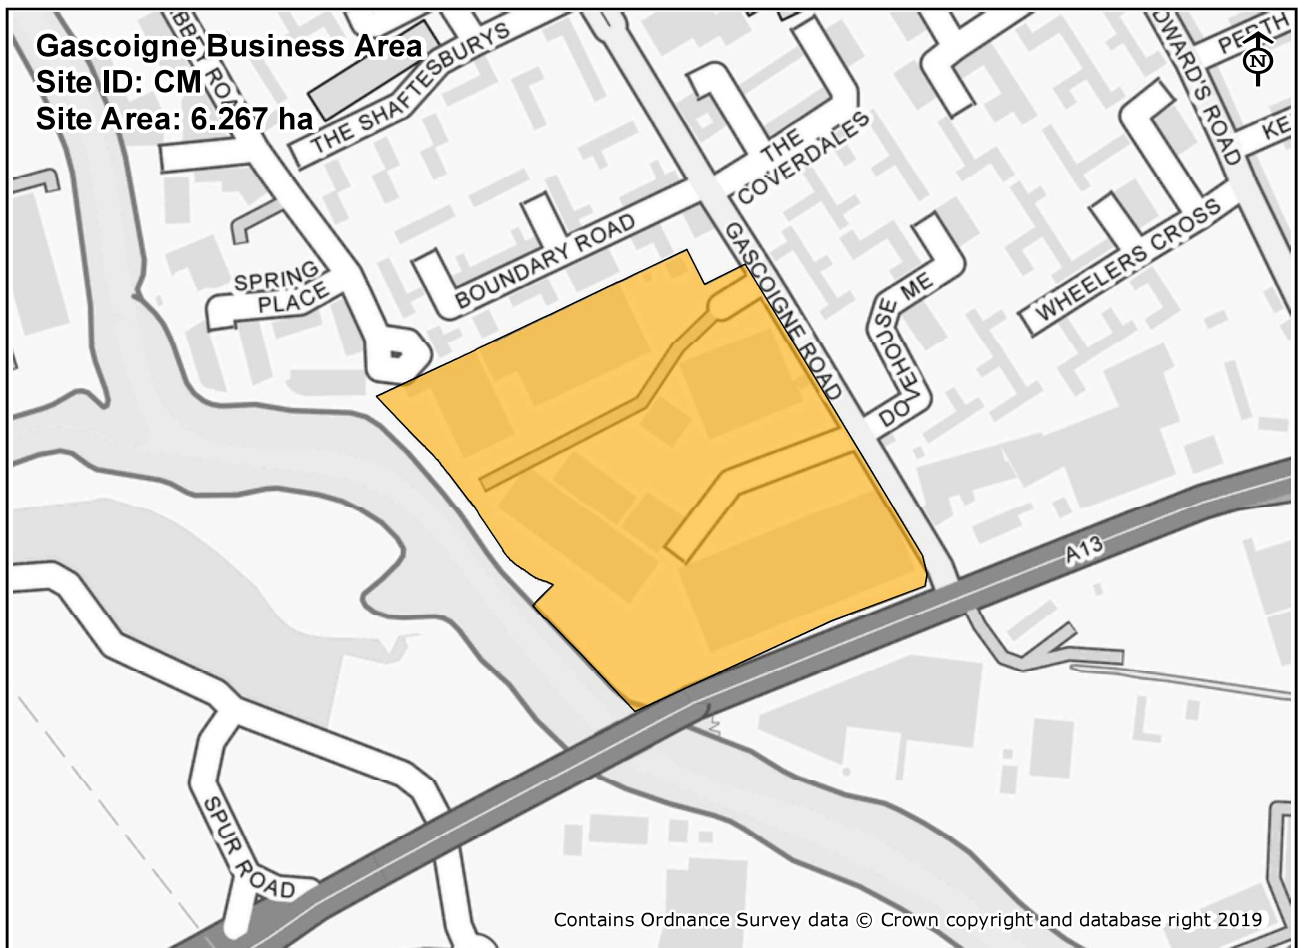 Gascoigne Business Area
Site ID: CM
Site Area: 6.267 ha
THE SHAFTESBURYS
N
THE
COVERDALES
BOUNDARY ROAD
SPRING
PLACE
GASCOIGNE ROAD
DOVEHOUSE ME
WHEELERS CROSS
A13
SPUR ROAD
Contains Ordnance Survey data © Crown copyright and database right 2019